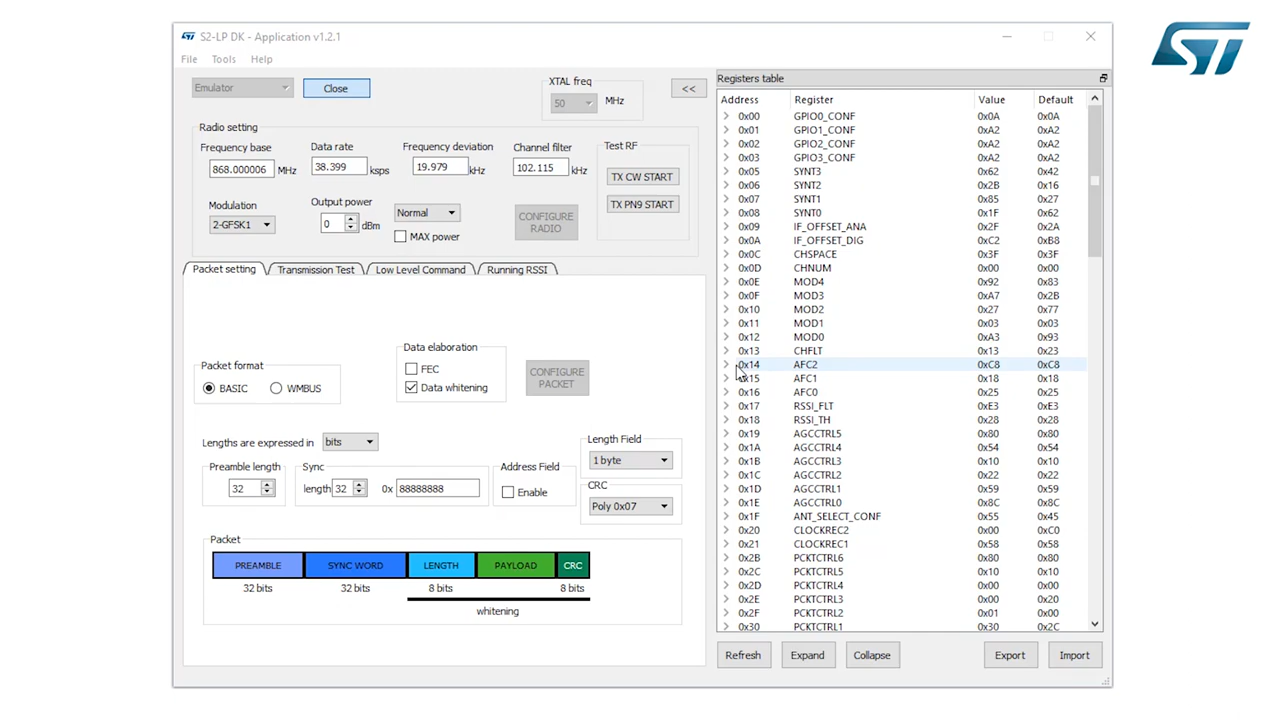 S2-LP DK - Application v1.2.1
File Tools Help
Emulator
Close
XTAL freq
50 MHz
<<
Radio setting
Frequency base
868.000006 MHz
Data rate
38.399 ksps
Frequency deviation
19.979 kHz
Channel filter
102.115 kHz
Modulation
2-GFSK1
Output power
0 dBm
Normal
MAX power
CONFIGURE
RADIO
Test RF
TX CW START
TX PN9 START
Packet setting Transmission Test Low Level Command Running RSSI
Packet format
BASIC WMBUS
Data elaboration
FEC
Data whitening
CONFIGURE
PACKET
Lengths are expressed in bits
Preamble length
32
Sync
length 32 0x 88888888
Address Field
Enable
Length Field
1 byte
CRC
Poly 0x07
Packet
PREAMBLE SYNC WORD LENGTH PAYLOAD CRC
32 bits 32 bits 8 bits 8 bits
whitening
Registers table
Address Register Value Default
0x00 GPIO0_CONF 0x0A 0x0A
0x01 GPIO1_CONF 0xA2 0xA2
0x02 GPIO2_CONF 0xA2 0xA2
0x03 GPIO3_CONF 0xA2 0xA2
0x05 SYNT3 0x62 0x42
0x06 SYNT2 0x2B 0x16
0x07 SYNT1 0x85 0x27
0x08 SYNT0 0x1F 0x62
0x09 IF_OFFSET_ANA 0x2F 0x2A
0x0A IF_OFFSET_DIG 0xC2 0xB8
0x0C CHSPACE 0x3F 0x3F
0x0D CHNUM 0x00 0x00
0x0E MOD4 0x92 0x83
0x0F MOD3 0xA7 0x2B
0x10 MOD2 0x27 0x77
0x11 MOD1 0x03 0x03
0x12 MOD0 0xA3 0x93
0x13 CHFLT 0x13 0x23
0x14 AFC2 0xC8 0xC8
0x15 AFC1 0x18 0x18
0x16 AFC0 0x25 0x25
0x17 RSSI_FLT 0xE3 0xE3
0x18 RSSI_TH 0x28 0x28
0x19 AGCCTRL5 0x80 0x80
0x1A AGCCTRL4 0x54 0x54
0x1B AGCCTRL3 0x10 0x10
0x1C AGCCTRL2 0x22 0x22
0x1D AGCCTRL1 0x59 0x59
0x1E AGCCTRL0 0x8C 0x8C
0x1F ANT_SELECT_CONF 0x55 0x45
0x20 CLOCKREC2 0x00 0xC0
0x21 CLOCKREC1 0x58 0x58
0x2B PCKTCTRL6 0x80 0x80
0x2C PCKTCTRL5 0x10 0x10
0x2D PCKTCTRL4 0x00 0x00
0x2E PCKTCTRL3 0x00 0x20
0x2F PCKTCTRL2 0x01 0x00
0x30 PCKTCTRL1 0x30 0x2C
Refresh Expand Collapse Export Import
ST